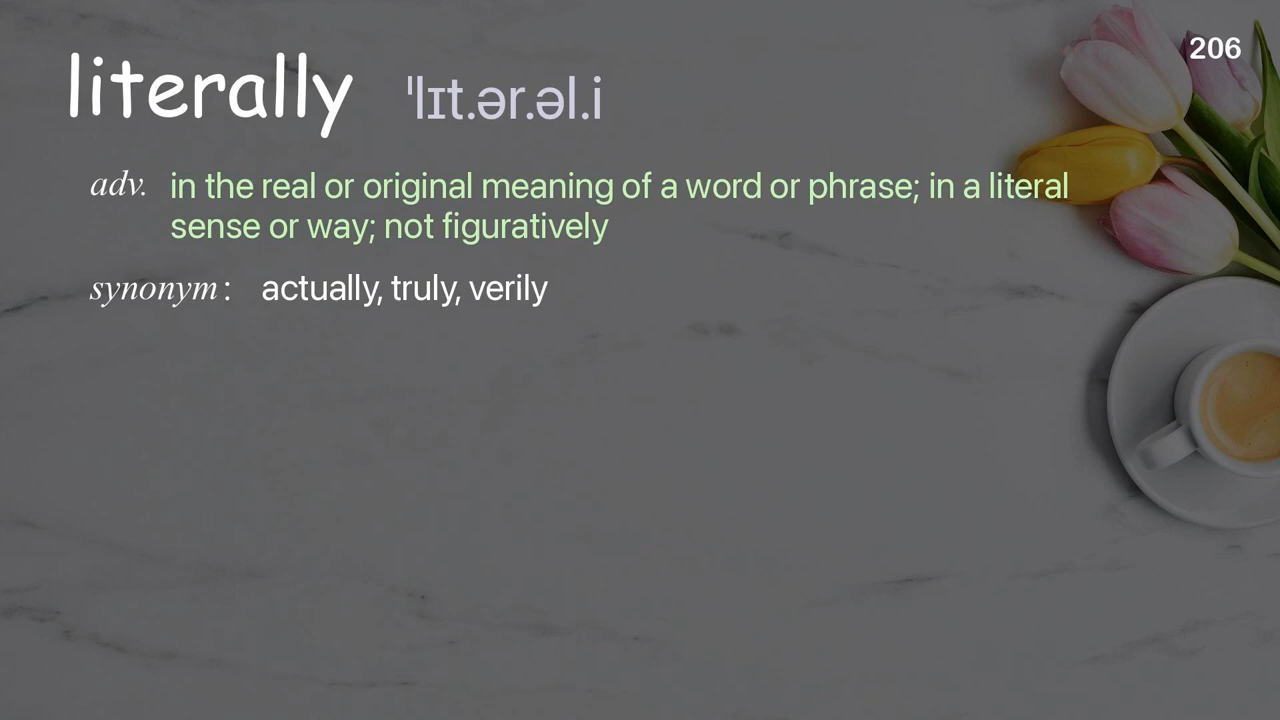 206
literally ˈlɪt.ər.əl.i
adv. in the real or original meaning of a word or phrase; in a literal
sense or way; not figuratively
synonym : actually, truly, verily